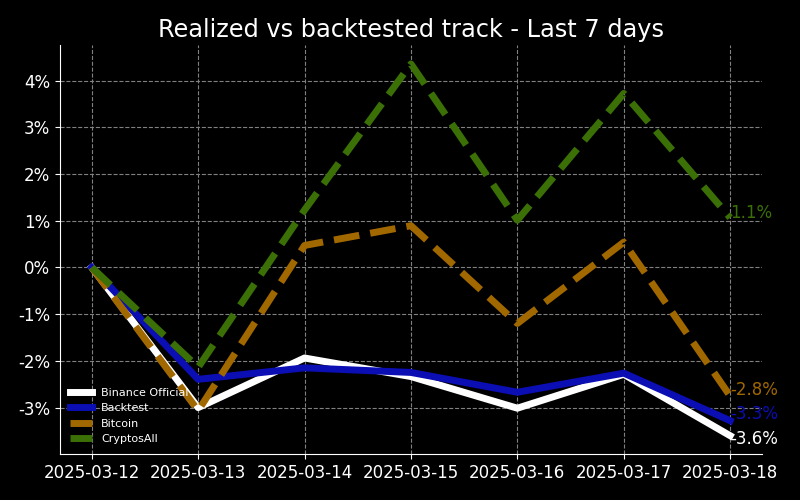 Realized vs backtested track - Last 7 days
4%
3%
2%
1%
0%
-1%
-2%
-3%
1.1%
-2.8%
-3.3%
-3.6%
Binance Official
Backtest
Bitcoin
CryptosAll
2025-03-12 2025-03-13 2025-03-14 2025-03-15 2025-03-16 2025-03-17 2025-03-18